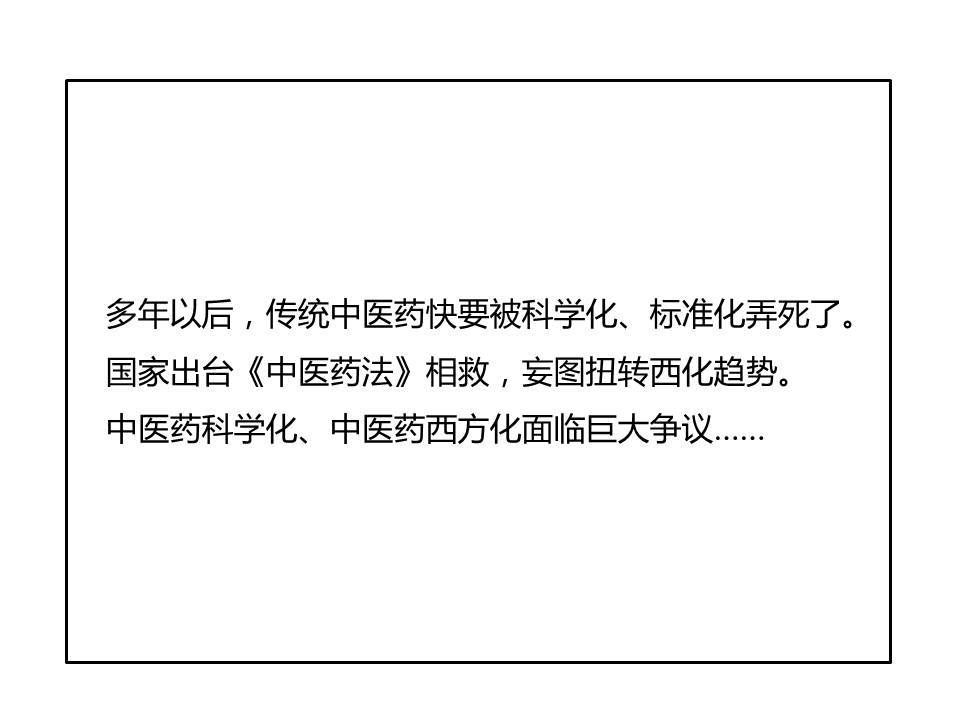 多年以后，传统中医药快要被科学化、标准化弄死了。
国家出台《中医药法》相救，妄图扭转西化趋势。
中医药科学化、中医药西方化面临巨大争议……